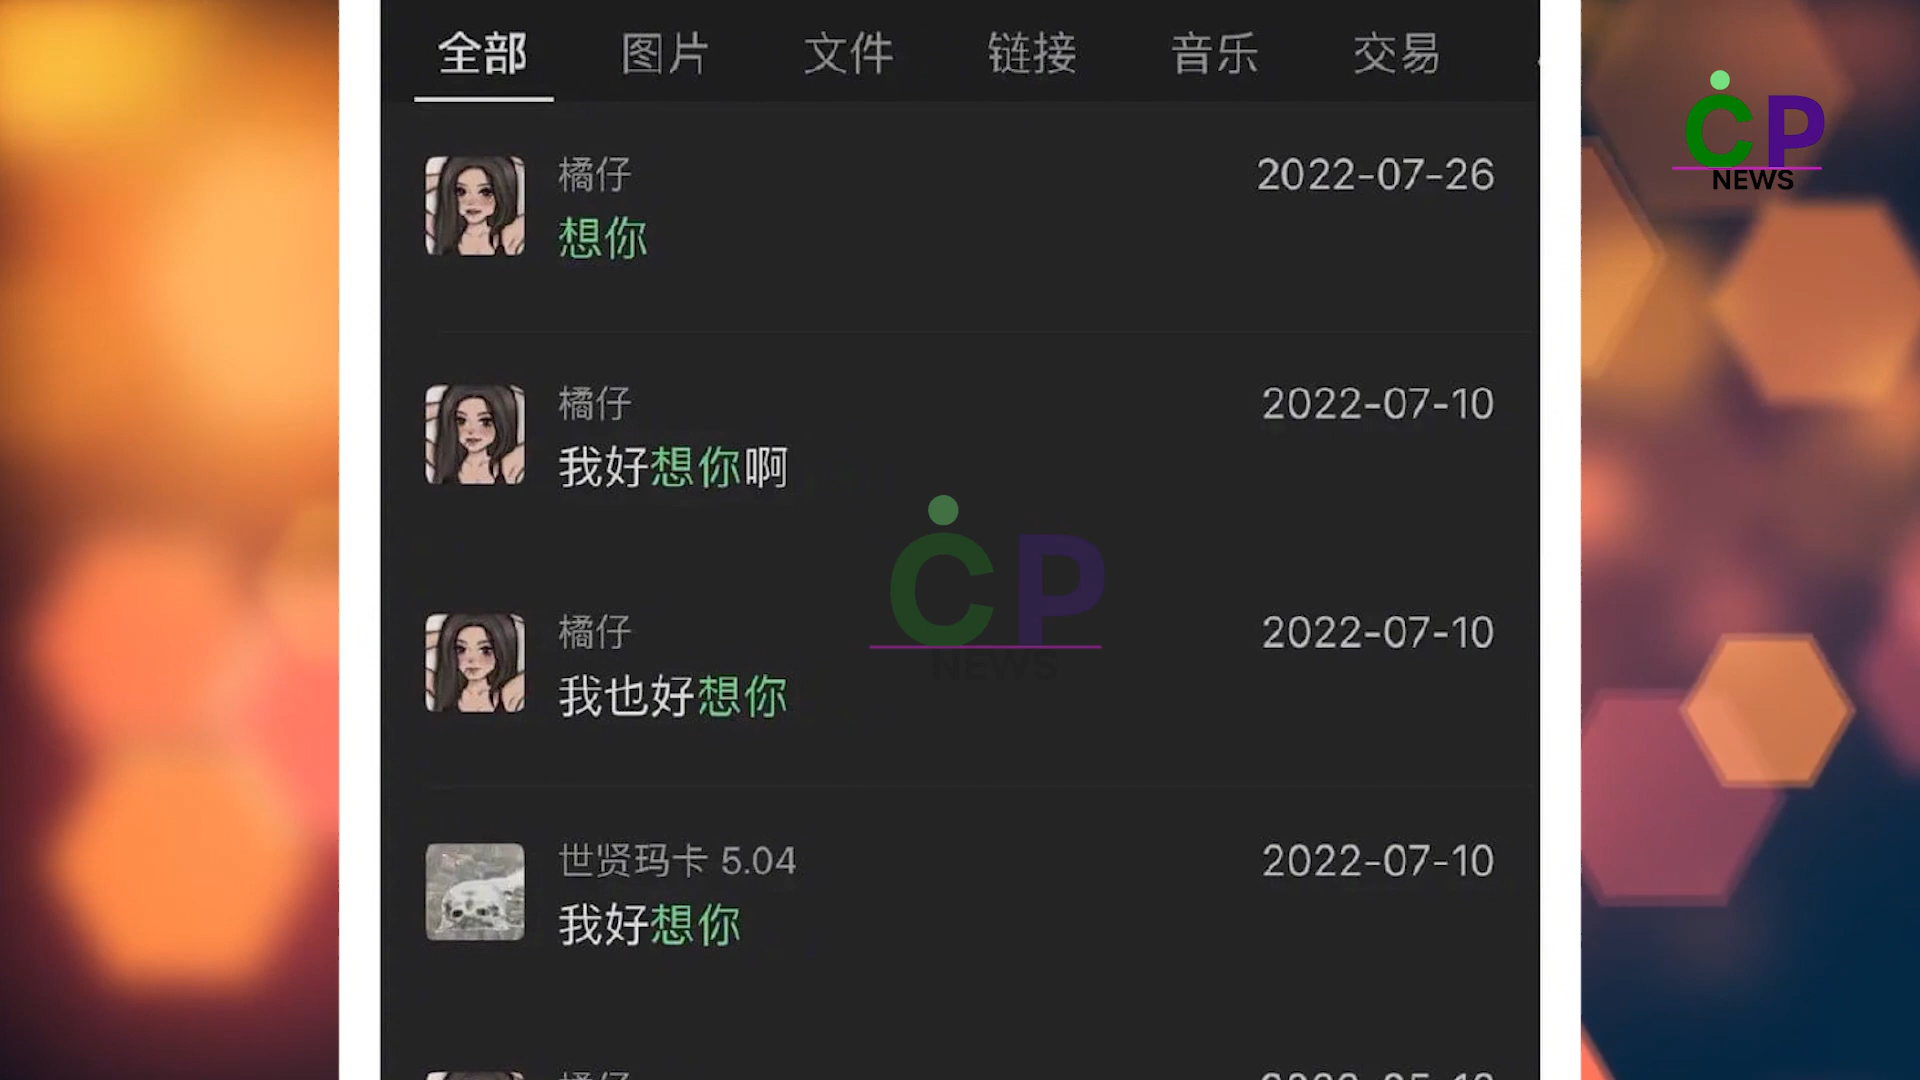 全部 图片 文件 链接 音乐 交易
CP
NEWS
橘仔 2022-07-26
想你
橘仔 2022-07-10
我好想你啊
CP
NEWS
橘仔 2022-07-10
我也好想你
世贤玛卡 5.04 2022-07-10
我好想你